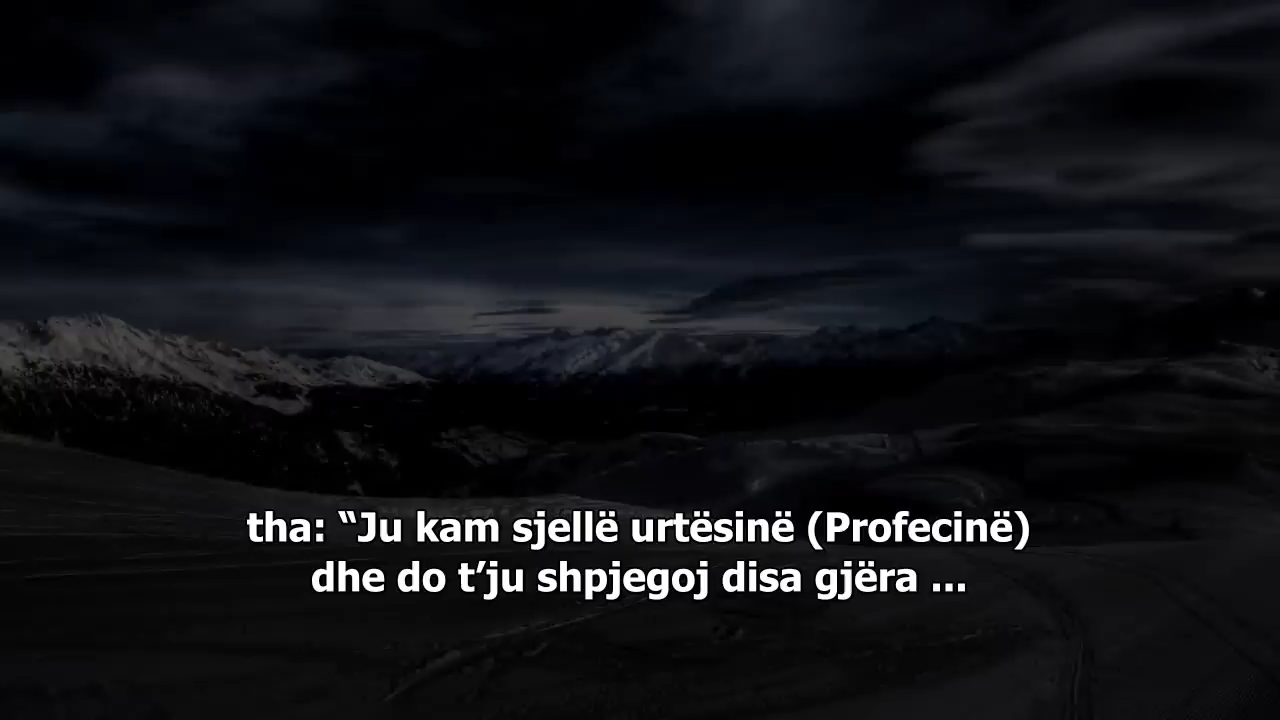 tha: “Ju kam sjellë urtësinë (Profecinë)
dhe do t’ju shpjegoj disa gjëra ...